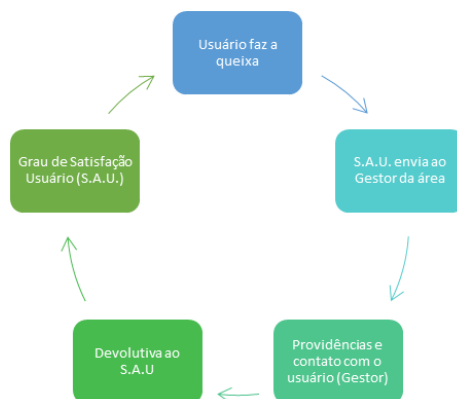 Usuário faz a
queixa
S.A.U. envia ao
Gestor da área
Providências e
contato com o
usuário (Gestor)
Devolutiva ao
S.A.U
Grau de Satisfação
Usuário (S.A.U.)